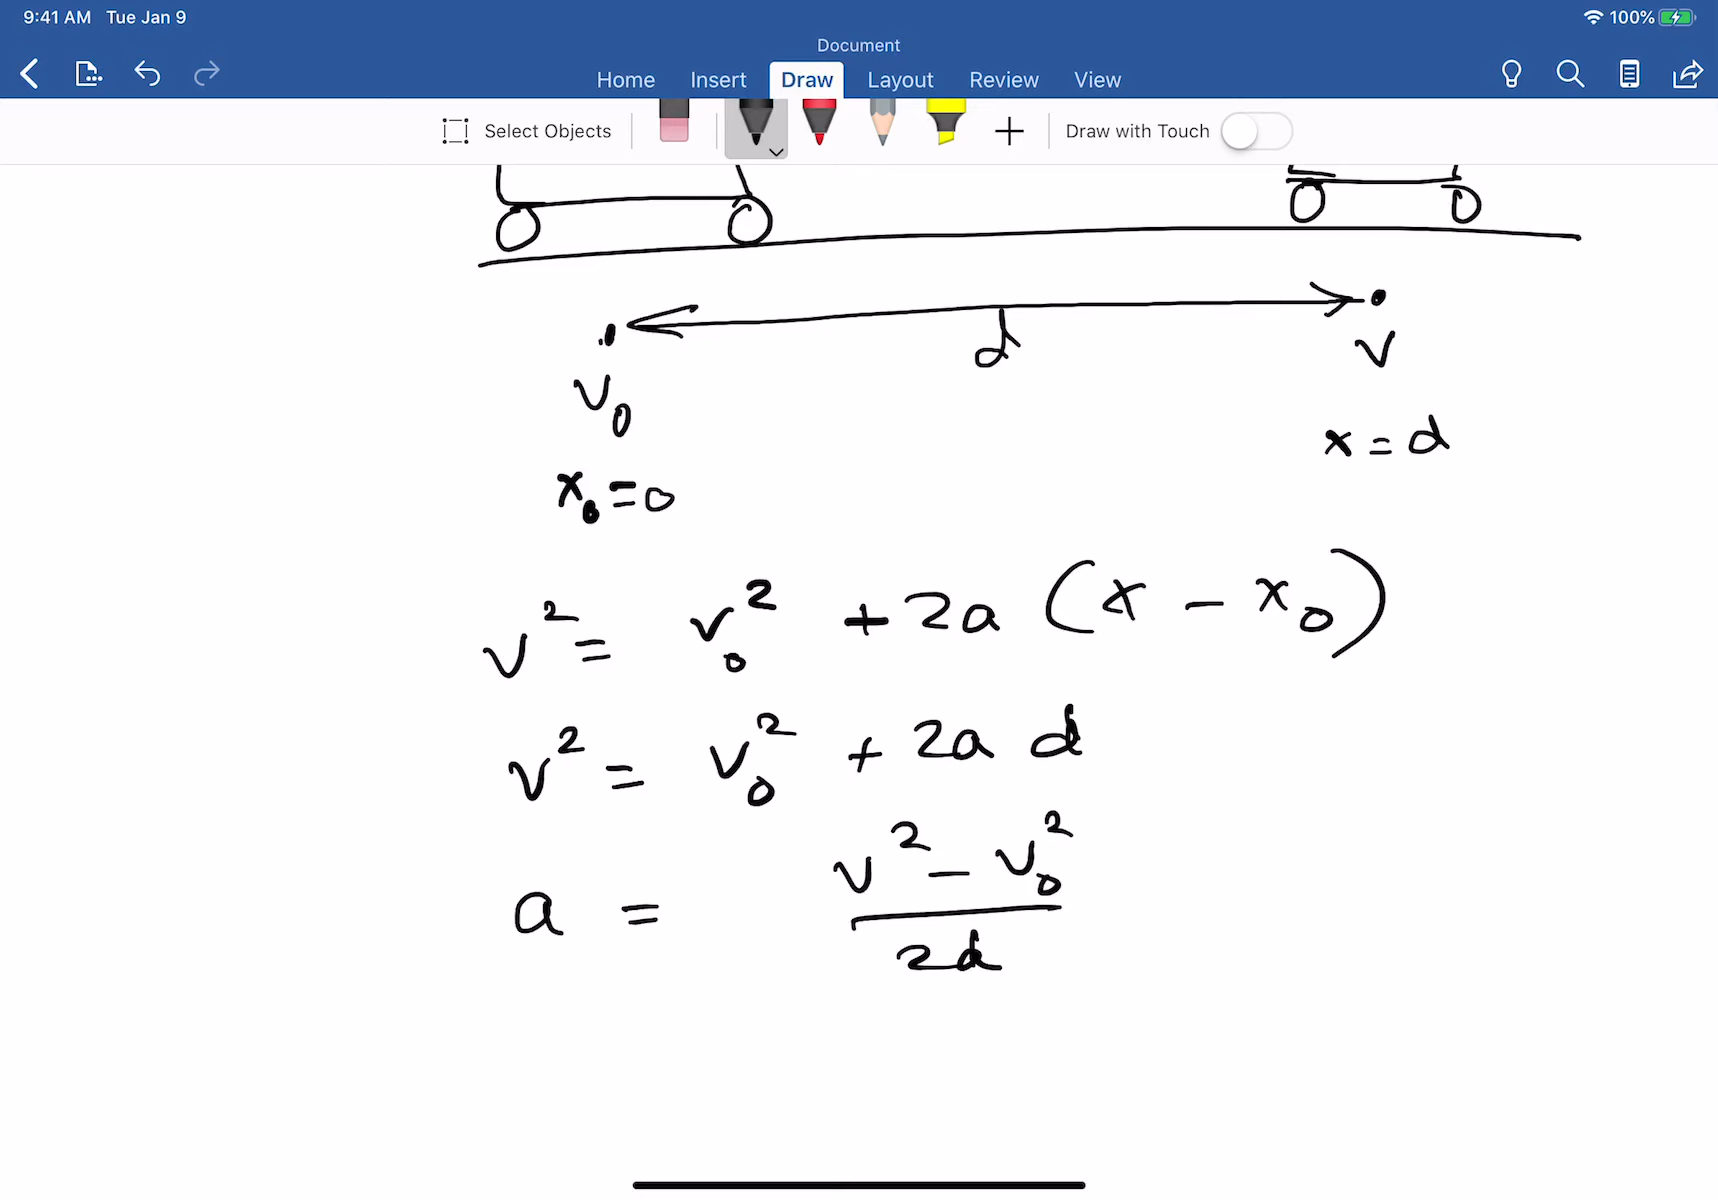 9:41 AM Tue Jan 9 100%
Document
Home Insert Draw Layout Review View
Select Objects Draw with Touch
d
v
v₀
x = d
x₀ = 0
v² = v₀² + 2a (x - x₀)
v² = v₀² + 2a d
v² - v₀²
a =
2d